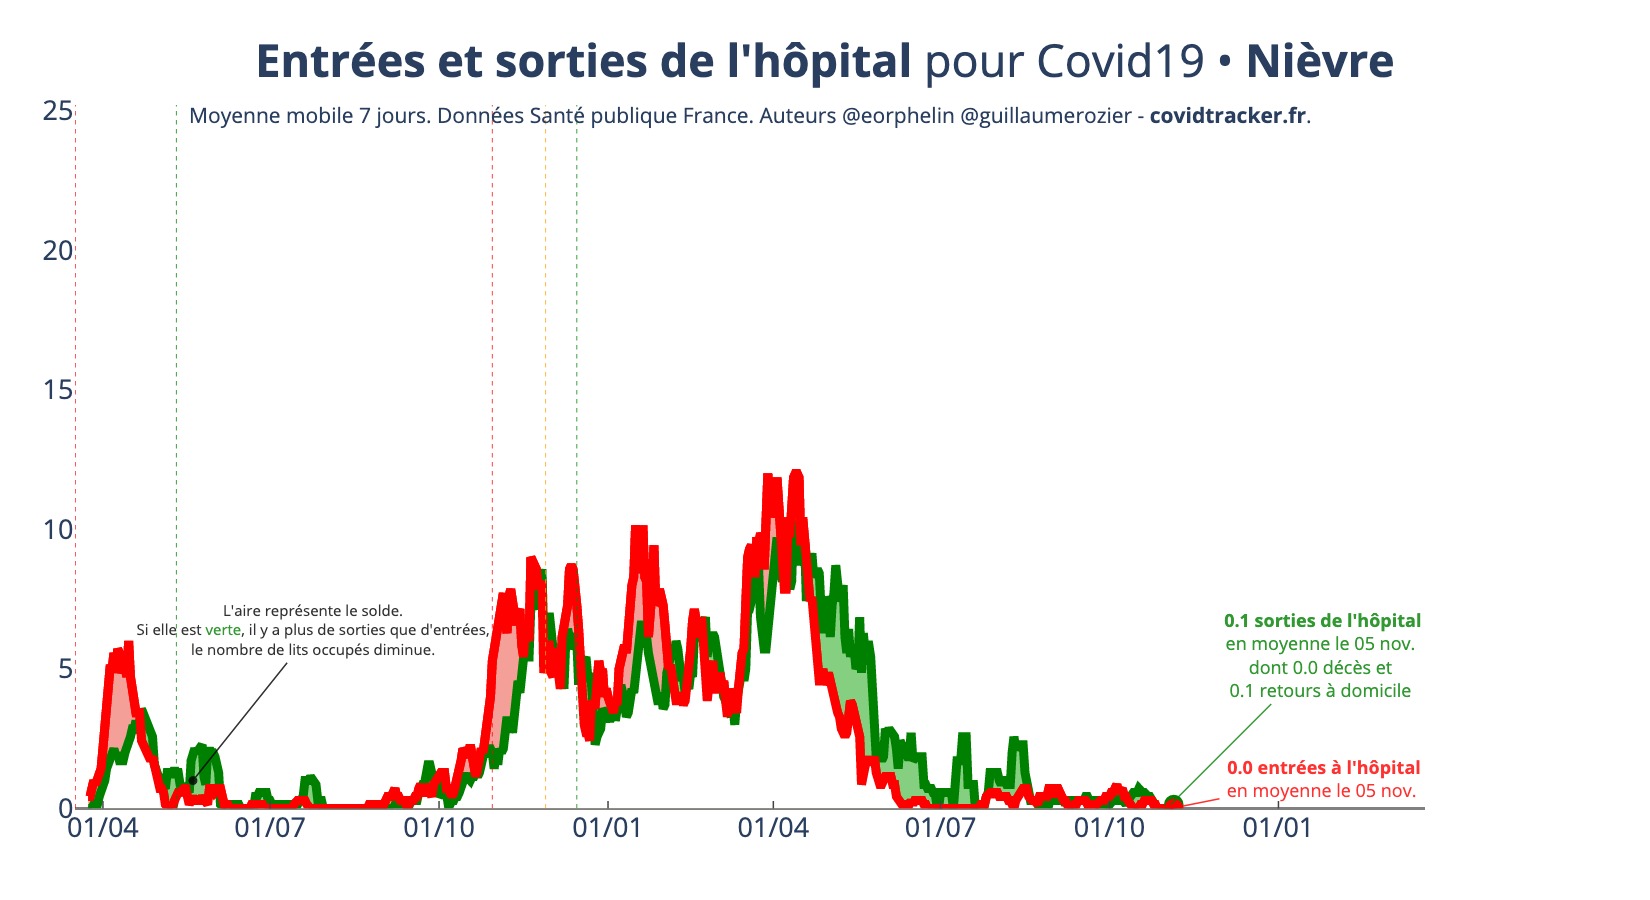 Entrées et sorties de l'hôpital pour Covid19 • Nièvre
Moyenne mobile 7 jours. Données Santé publique France. Auteurs @eorphelin @guillaumerozier - covidtracker.fr.
25
20
15
10
5
0
L'aire représente le solde.
Si elle est verte, il y a plus de sorties que d'entrées,
le nombre de lits occupés diminue.
0.1 sorties de l'hôpital
en moyenne le 05 nov.
dont 0.0 décès et
0.1 retours à domicile
0.0 entrées à l'hôpital
en moyenne le 05 nov.
01/04
01/07
01/10
01/01
01/04
01/07
01/10
01/01